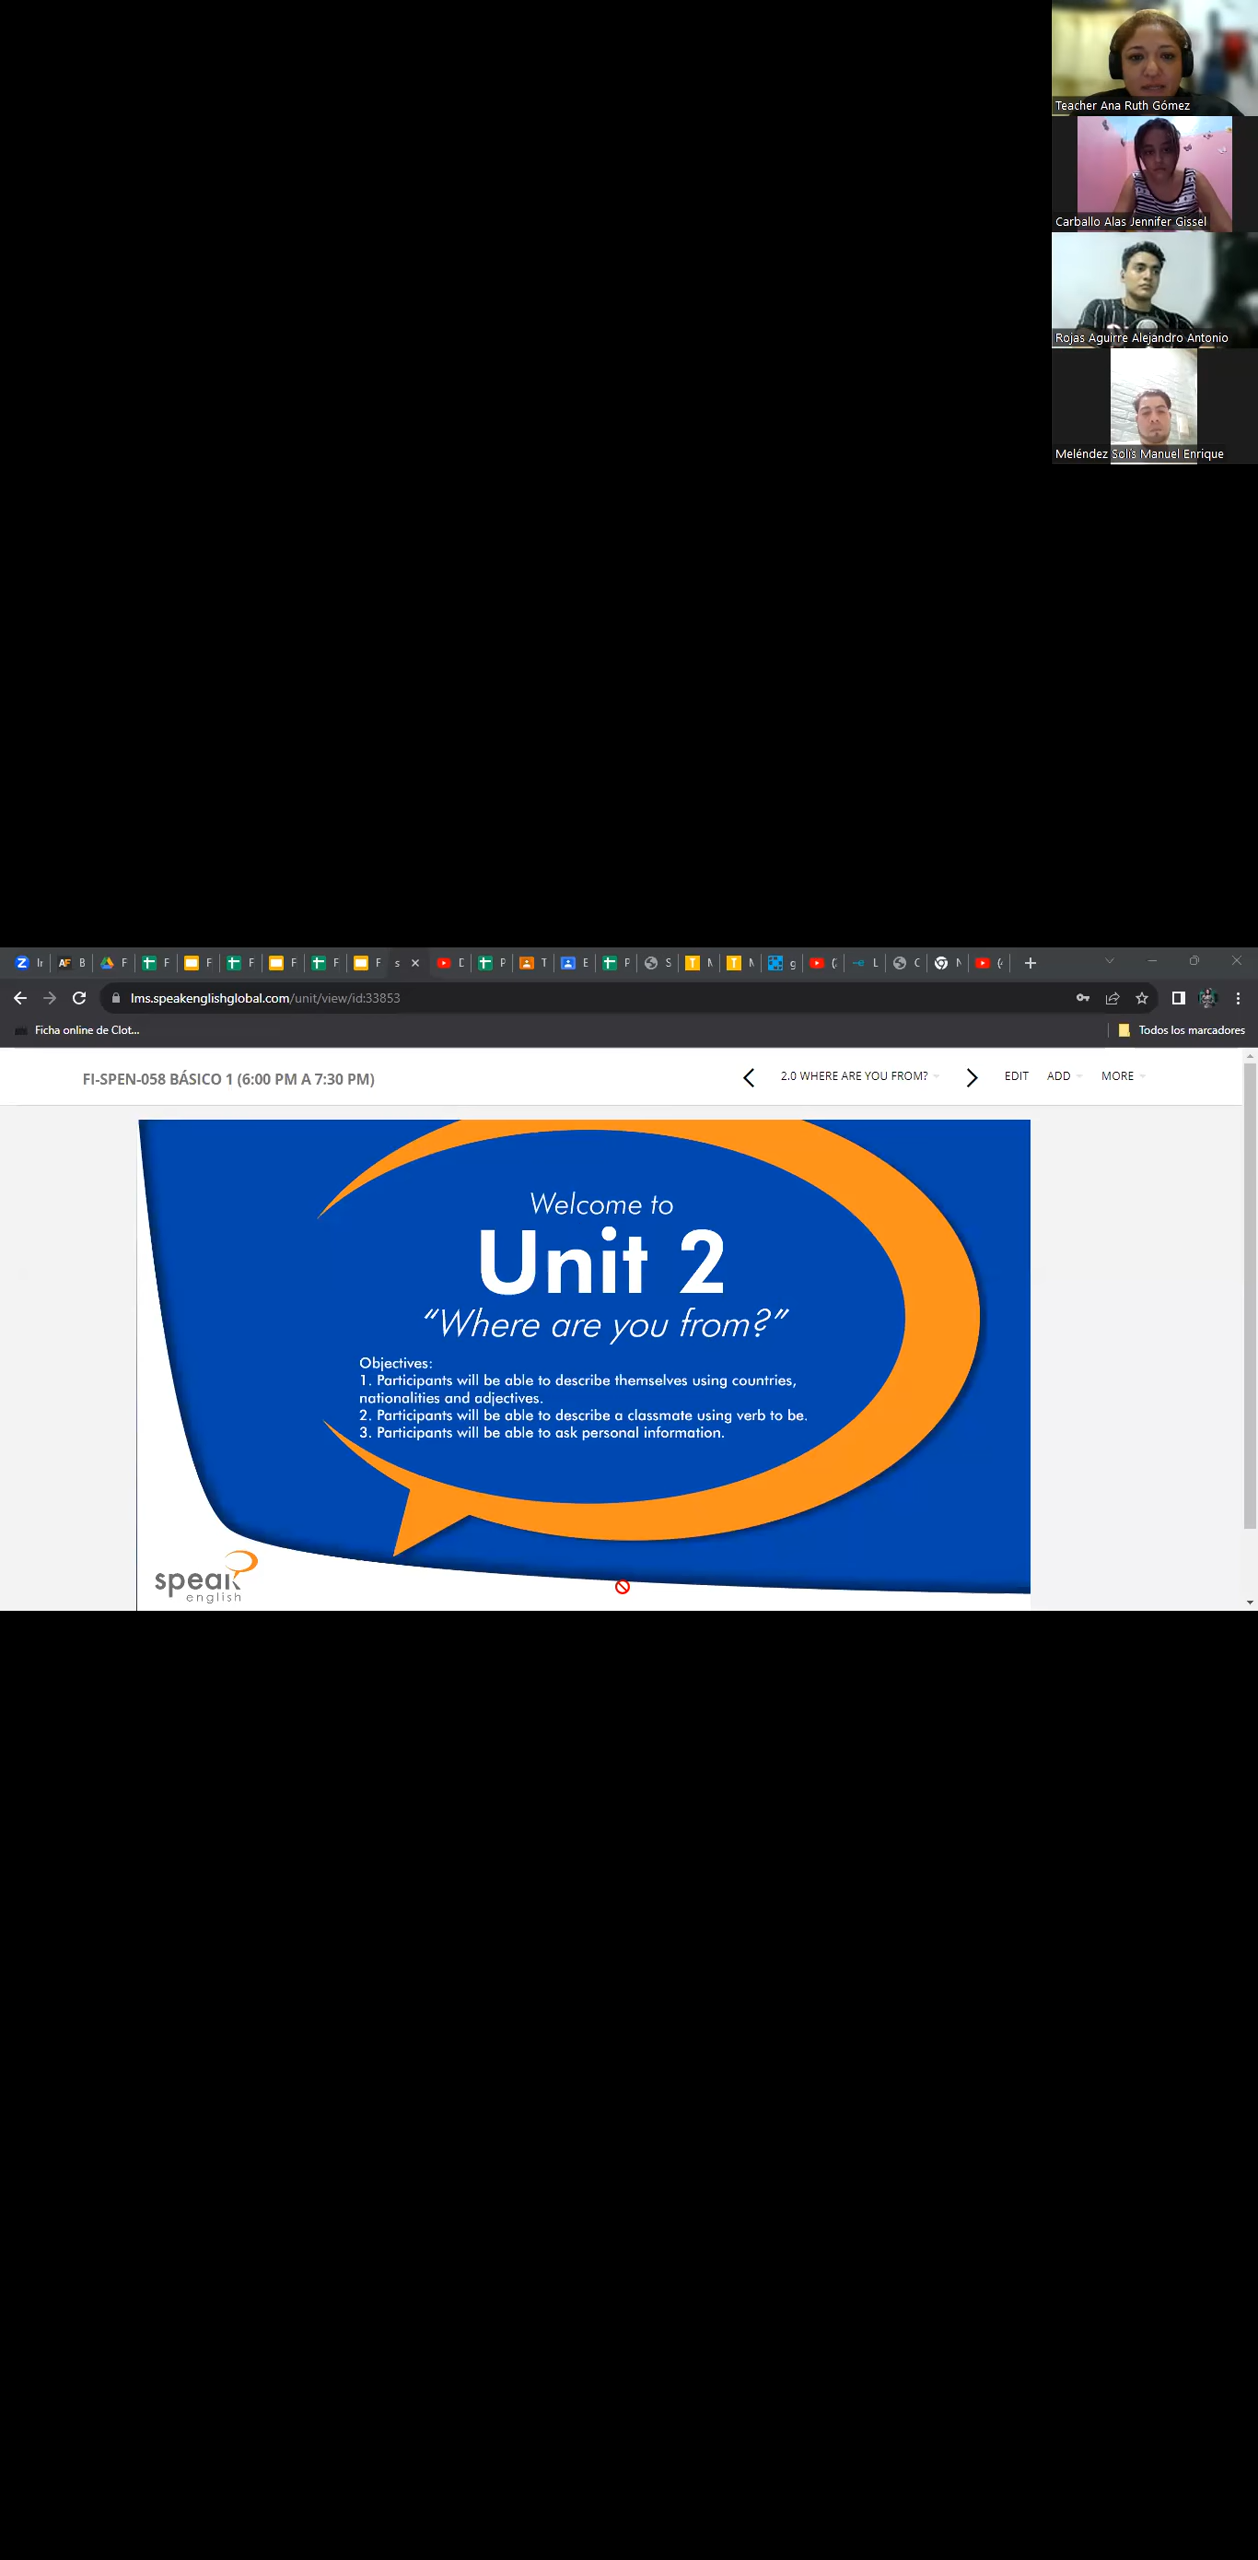 Teacher Ana Ruth Gómez
Carballo Alas Jennifer Gissel
Rojas Aguirre Alejandro Antonio
Meléndez Solís Manuel Enrique
lms.speakenglishglobal.com/unit/view/id:33853
Ficha online de Clot...
Todos los marcadores
FI-SPEN-058 BÁSICO 1 (6:00 PM A 7:30 PM)
2.0 WHERE ARE YOU FROM?
EDIT
ADD
MORE
Welcome to
Unit 2
“Where are you from?”
Objectives:
1. Participants will be able to describe themselves using countries,
nationalities and adjectives.
2. Participants will be able to describe a classmate using verb to be.
3. Participants will be able to ask personal information.
speak
english